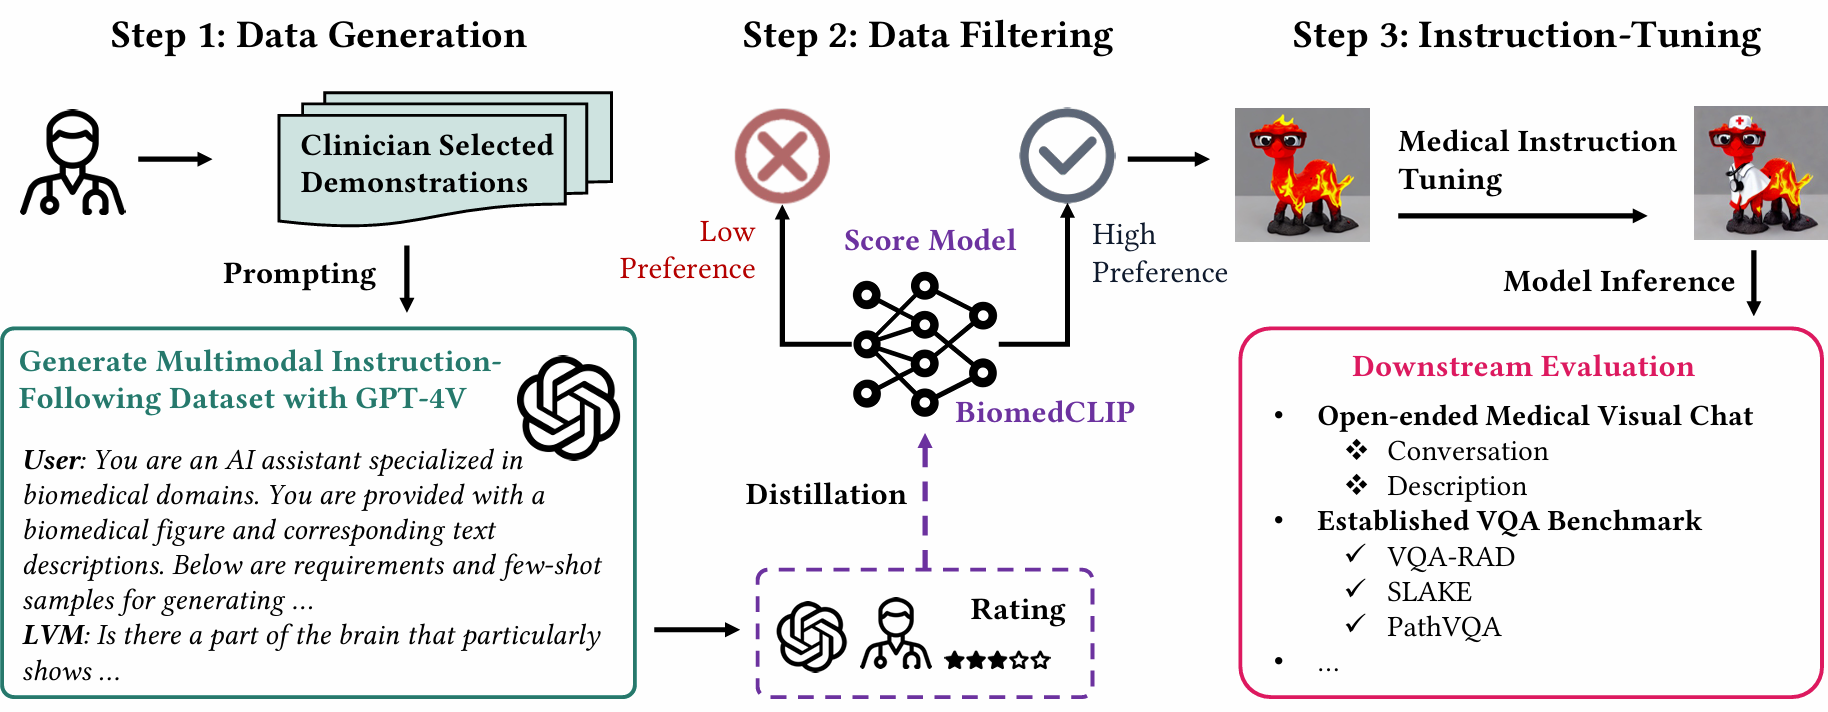 Step 1: Data Generation
Clinician Selected
Demonstrations
Prompting
Generate Multimodal Instruction-
Following Dataset with GPT-4V
User: You are an AI assistant specialized in
biomedical domains. You are provided with a
biomedical figure and corresponding text
descriptions. Below are requirements and few-shot
samples for generating ...
LVM: Is there a part of the brain that particularly
shows ...
Step 2: Data Filtering
Low
Preference
Score Model
High
Preference
BiomedCLIP
Distillation
Rating
Step 3: Instruction-Tuning
Medical Instruction
Tuning
Model Inference
Downstream Evaluation
• Open-ended Medical Visual Chat
❖ Conversation
❖ Description
• Established VQA Benchmark
✓ VQA-RAD
✓ SLAKE
✓ PathVQA
• ...